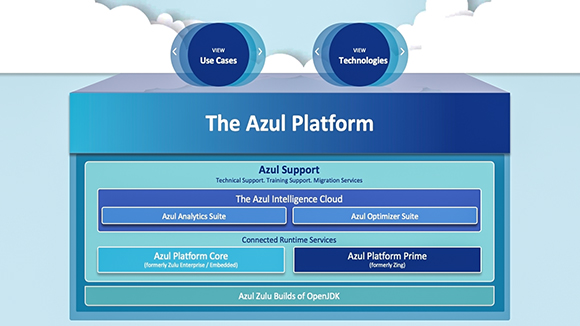 VIEW
Use Cases
VIEW
Technologies
The Azul Platform
Azul Support
Technical Support. Training Support. Migration Services
The Azul Intelligence Cloud
Azul Analytics Suite
Azul Optimizer Suite
Connected Runtime Services
Azul Platform Core
(formerly Zulu Enterprise / Embedded)
Azul Platform Prime
(formerly Zing)
Azul Zulu Builds of OpenJDK